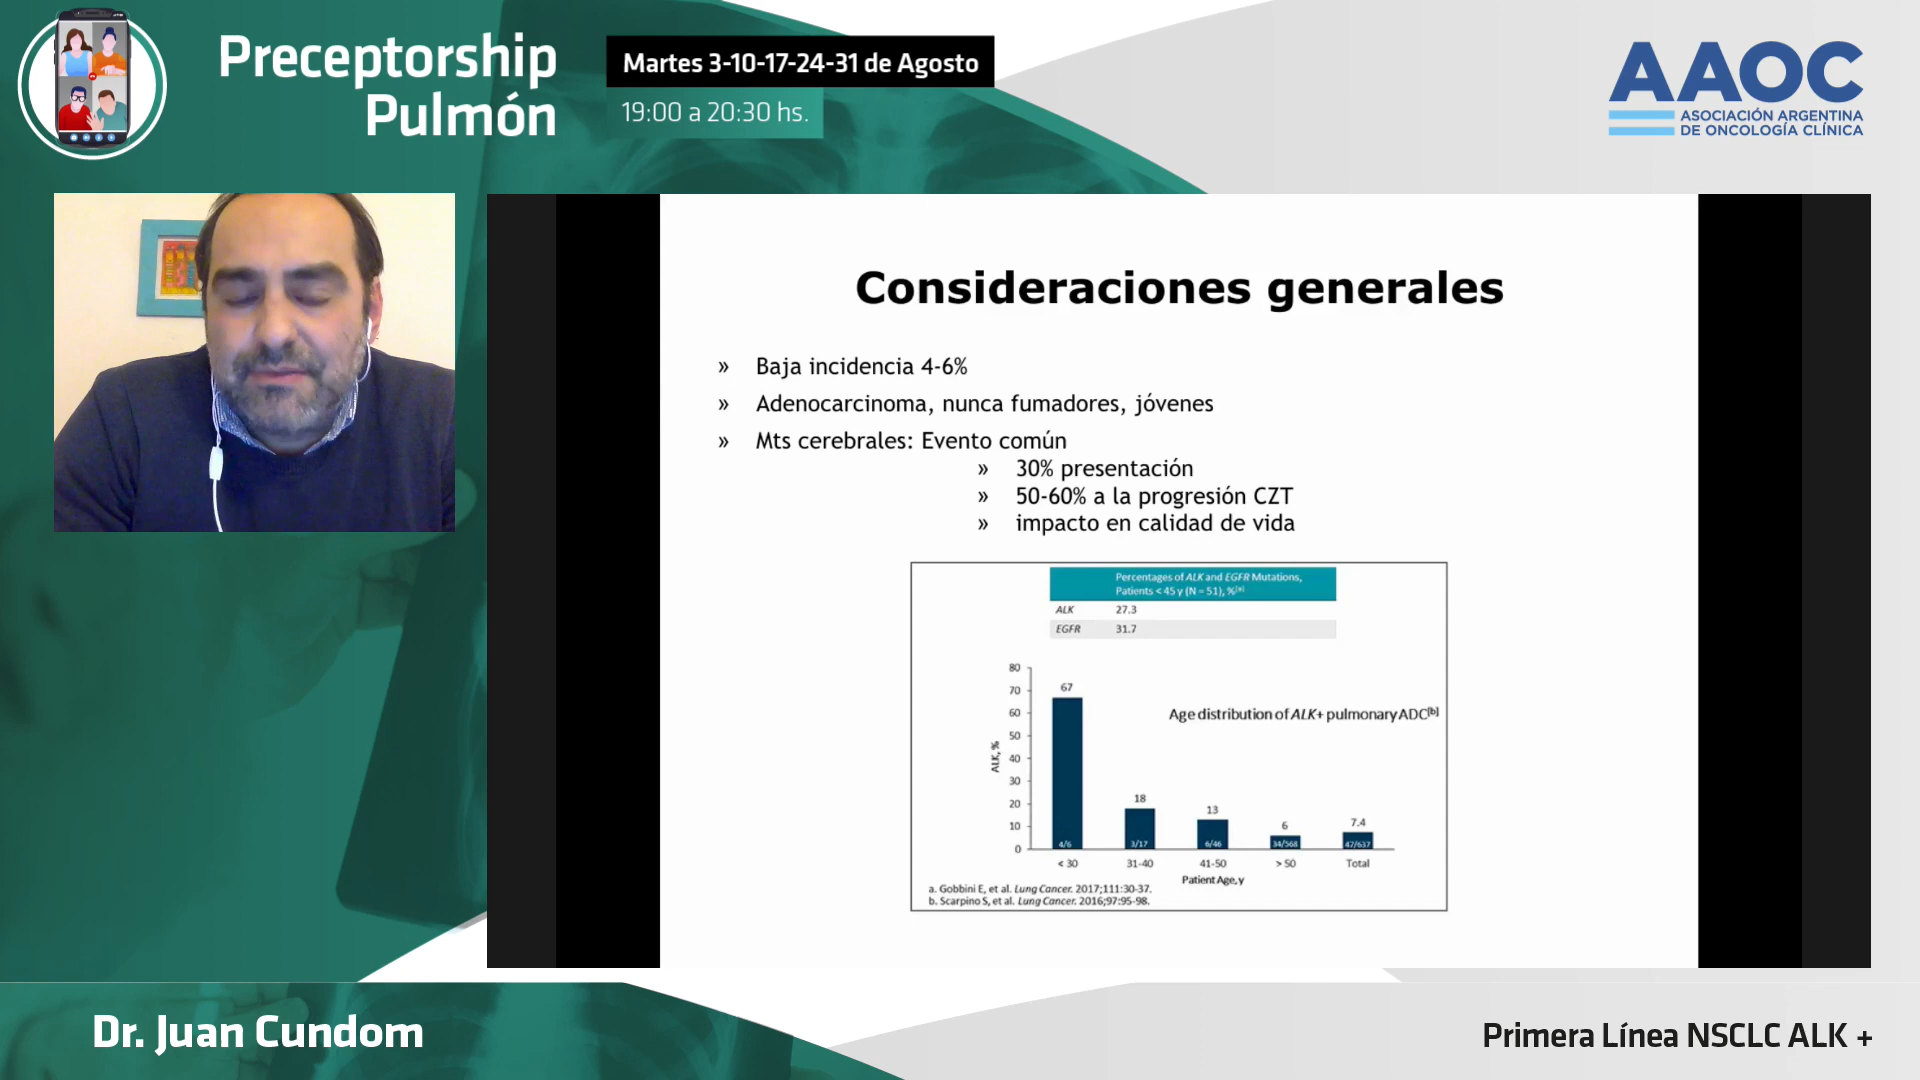 Preceptorship
Pulmón
Martes 3-10-17-24-31 de Agosto
19:00 a 20:30 hs.
AAOC
ASOCIACIÓN ARGENTINA
DE ONCOLOGÍA CLÍNICA
Consideraciones generales
» Baja incidencia 4-6%
» Adenocarcinoma, nunca fumadores, jóvenes
» Mts cerebrales: Evento común
» 30% presentación
» 50-60% a la progresión CZT
» impacto en calidad de vida
Percentages of ALK and EGFR Mutations,
Patients < 45 y (N = 51), %[a]
ALK 27.3
EGFR 31.7
Age distribution of ALK+ pulmonary ADC[b]
ALK, %
80
70
60
50
40
30
20
10
0
67
18
13
6
7.4
4/6
3/17
6/46
34/568
47/637
< 30
31-40
41-50
> 50
Total
Patient Age, y
a. Gobbini E, et al. Lung Cancer. 2017;111:30-37.
b. Scarpino S, et al. Lung Cancer. 2016;97:95-98.
Dr. Juan Cundom
Primera Línea NSCLC ALK +